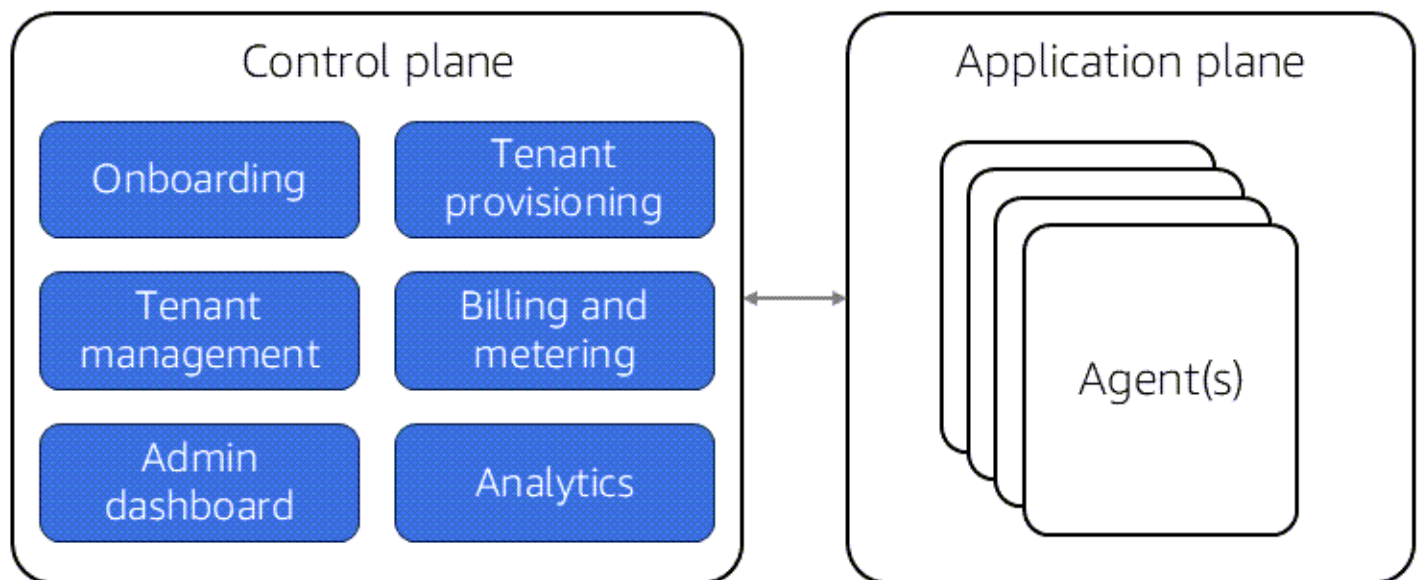 Control plane
Onboarding
Tenant
provisioning
Tenant
management
Billing and
metering
Admin
dashboard
Analytics
Application plane
Agent(s)